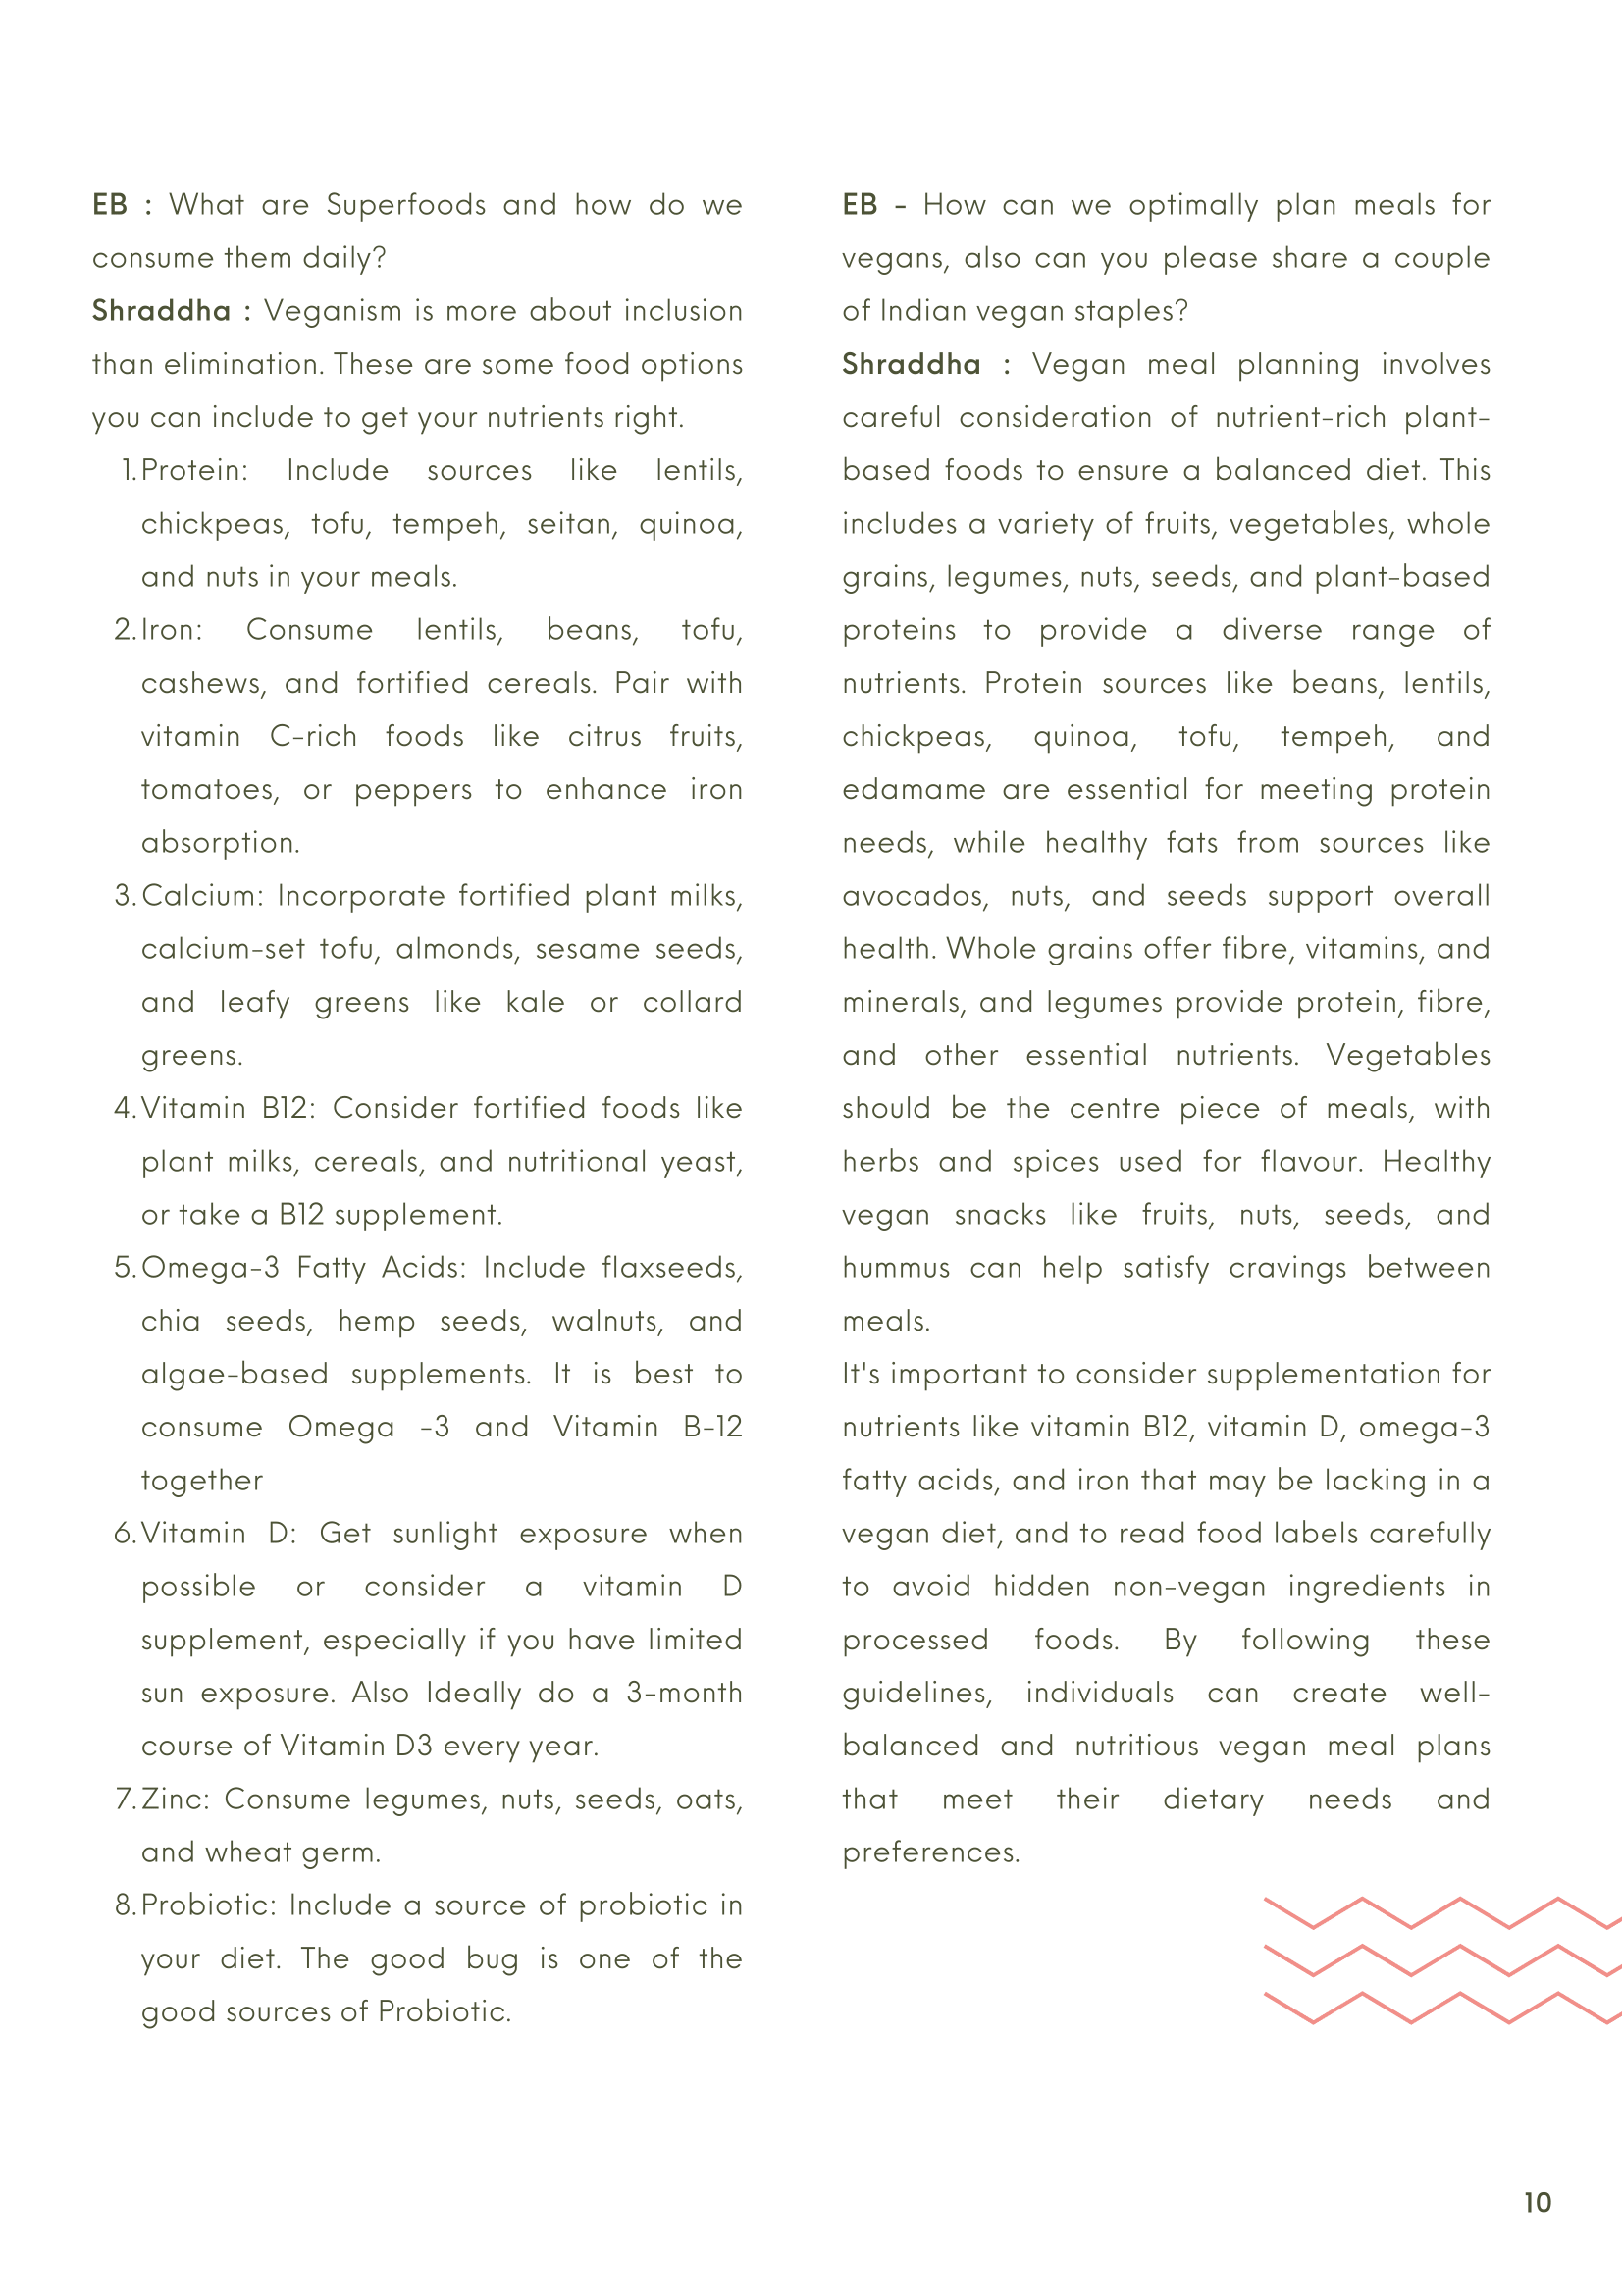 EB : What are Superfoods and how do we
consume them daily?
Shraddha : Veganism is more about inclusion
than elimination. These are some food options
you can include to get your nutrients right.
1. Protein: Include sources like lentils,
chickpeas, tofu, tempeh, seitan, quinoa,
and nuts in your meals.
2. Iron: Consume lentils, beans, tofu,
cashews, and fortified cereals. Pair with
vitamin C-rich foods like citrus fruits,
tomatoes, or peppers to enhance iron
absorption.
3. Calcium: Incorporate fortified plant milks,
calcium-set tofu, almonds, sesame seeds,
and leafy greens like kale or collard
greens.
4. Vitamin B12: Consider fortified foods like
plant milks, cereals, and nutritional yeast,
or take a B12 supplement.
5. Omega-3 Fatty Acids: Include flaxseeds,
chia seeds, hemp seeds, walnuts, and
algae-based supplements. It is best to
consume Omega -3 and Vitamin B-12
together
6. Vitamin D: Get sunlight exposure when
possible or consider a vitamin D
supplement, especially if you have limited
sun exposure. Also Ideally do a 3-month
course of Vitamin D3 every year.
7. Zinc: Consume legumes, nuts, seeds, oats,
and wheat germ.
8. Probiotic: Include a source of probiotic in
your diet. The good bug is one of the
good sources of Probiotic.
EB - How can we optimally plan meals for
vegans, also can you please share a couple
of Indian vegan staples?
Shraddha : Vegan meal planning involves
careful consideration of nutrient-rich plant-
based foods to ensure a balanced diet. This
includes a variety of fruits, vegetables, whole
grains, legumes, nuts, seeds, and plant-based
proteins to provide a diverse range of
nutrients. Protein sources like beans, lentils,
chickpeas, quinoa, tofu, tempeh, and
edamame are essential for meeting protein
needs, while healthy fats from sources like
avocados, nuts, and seeds support overall
health. Whole grains offer fibre, vitamins, and
minerals, and legumes provide protein, fibre,
and other essential nutrients. Vegetables
should be the centre piece of meals, with
herbs and spices used for flavour. Healthy
vegan snacks like fruits, nuts, seeds, and
hummus can help satisfy cravings between
meals.
It's important to consider supplementation for
nutrients like vitamin B12, vitamin D, omega-3
fatty acids, and iron that may be lacking in a
vegan diet, and to read food labels carefully
to avoid hidden non-vegan ingredients in
processed foods. By following these
guidelines, individuals can create well-
balanced and nutritious vegan meal plans
that meet their dietary needs and
preferences.
10